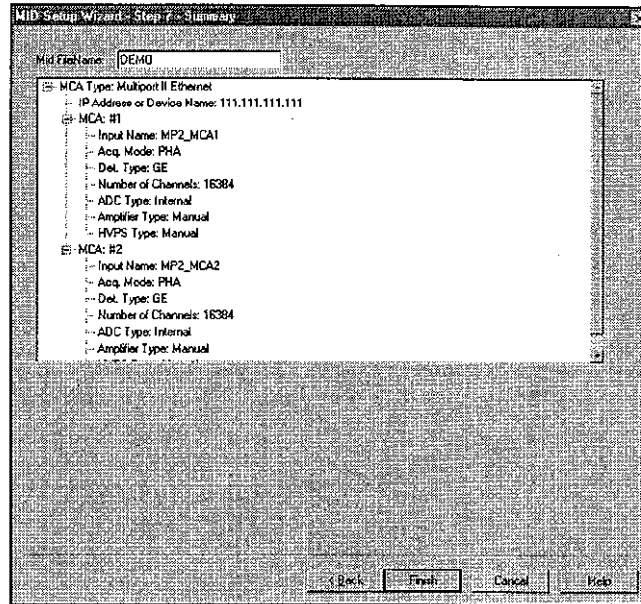 MID Setup Wizard - Step 7 - Summary
Mid FileName: DEMO
MCA Type: Multiport II Ethernet
IP Address or Device Name: 111.111.111.111
MCA: #1
Input Name: MP2_MCA1
Acq. Mode: PHA
Det. Type: GE
Number of Channels: 16384
ADC Type: Internal
Amplifier Type: Manual
HVPS Type: Manual
MCA: #2
Input Name: MP2_MCA2
Acq. Mode: PHA
Det. Type: GE
Number of Channels: 16384
ADC Type: Internal
Amplifier Type: Manual
< Back Finish Cancel Help